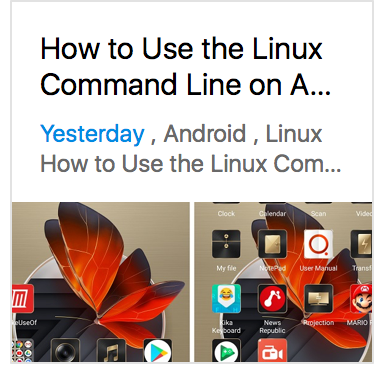 How to Use the Linux
Command Line on A...
Yesterday , Android , Linux
How to Use the Linux Com...
Clock Calendar Scan Video
My file NotePad User Manual Transf
keUseOf
Kika Keyboard News Republic Projection MARIO R